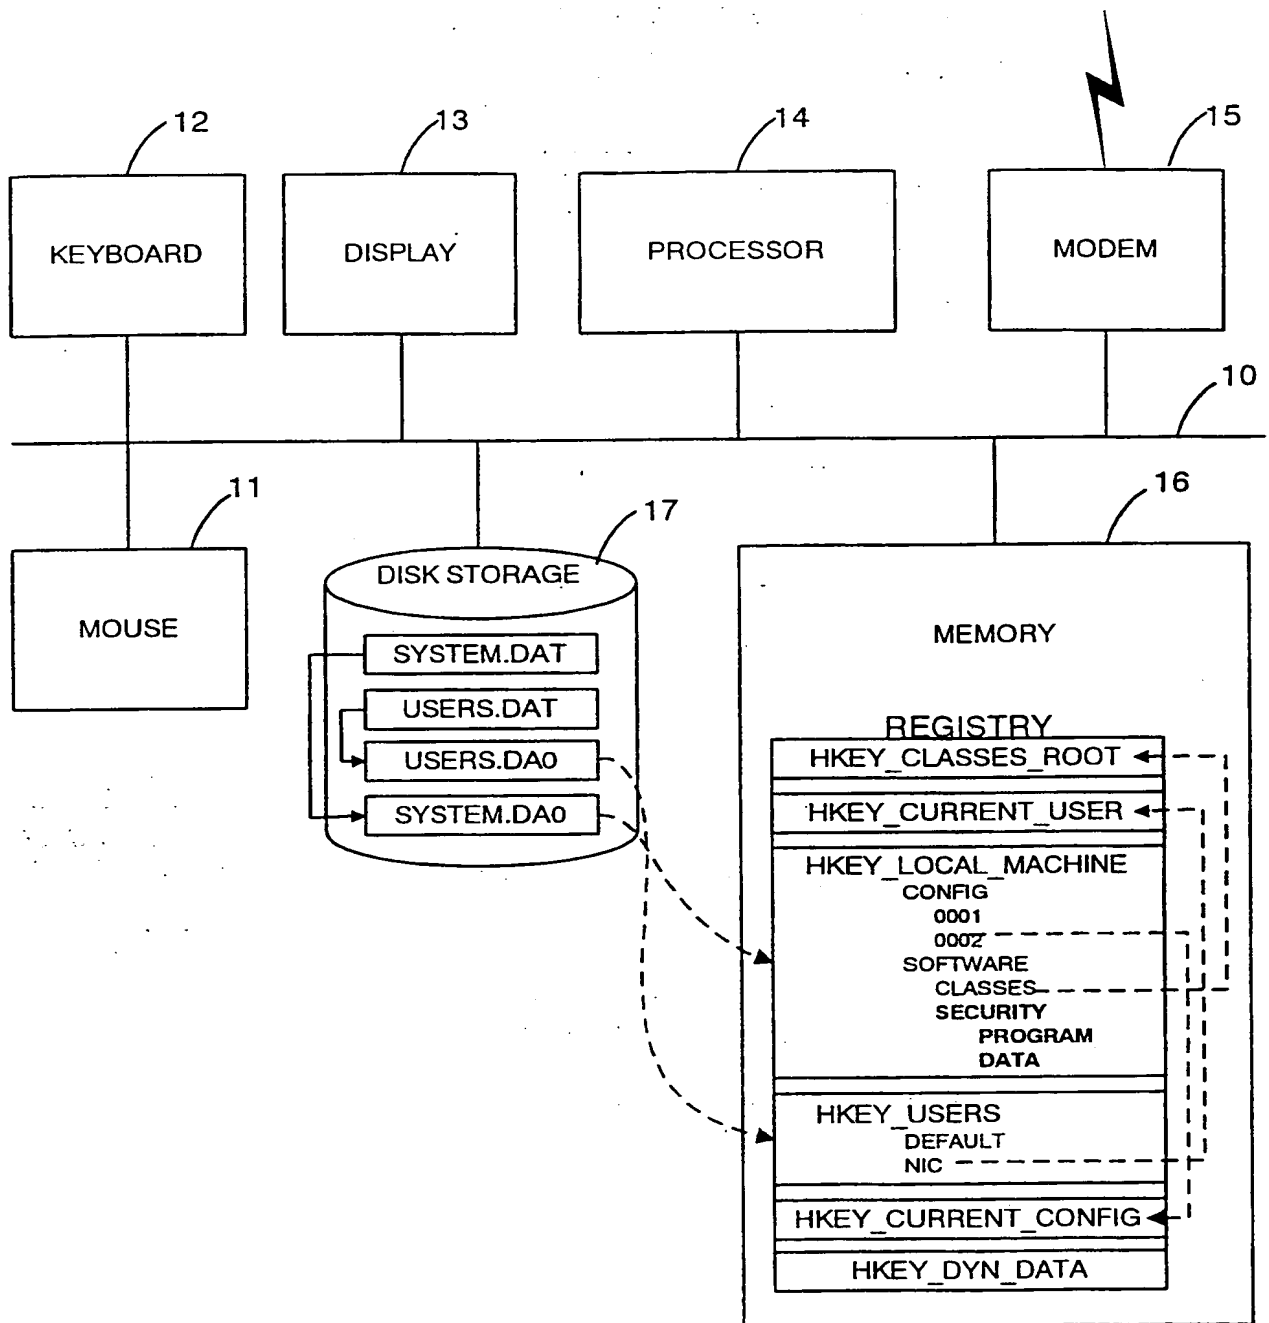 12
13
14
15
KEYBOARD
DISPLAY
PROCESSOR
MODEM
10
11
17
16
MOUSE
DISK STORAGE
SYSTEM.DAT
USERS.DAT
USERS.DA0
SYSTEM.DA0
MEMORY
REGISTRY
HKEY_CLASSES_ROOT
HKEY_CURRENT_USER
HKEY_LOCAL_MACHINE
CONFIG
0001
0002
SOFTWARE
CLASSES
SECURITY
PROGRAM
DATA
HKEY_USERS
DEFAULT
NIC
HKEY_CURRENT_CONFIG
HKEY_DYN_DATA